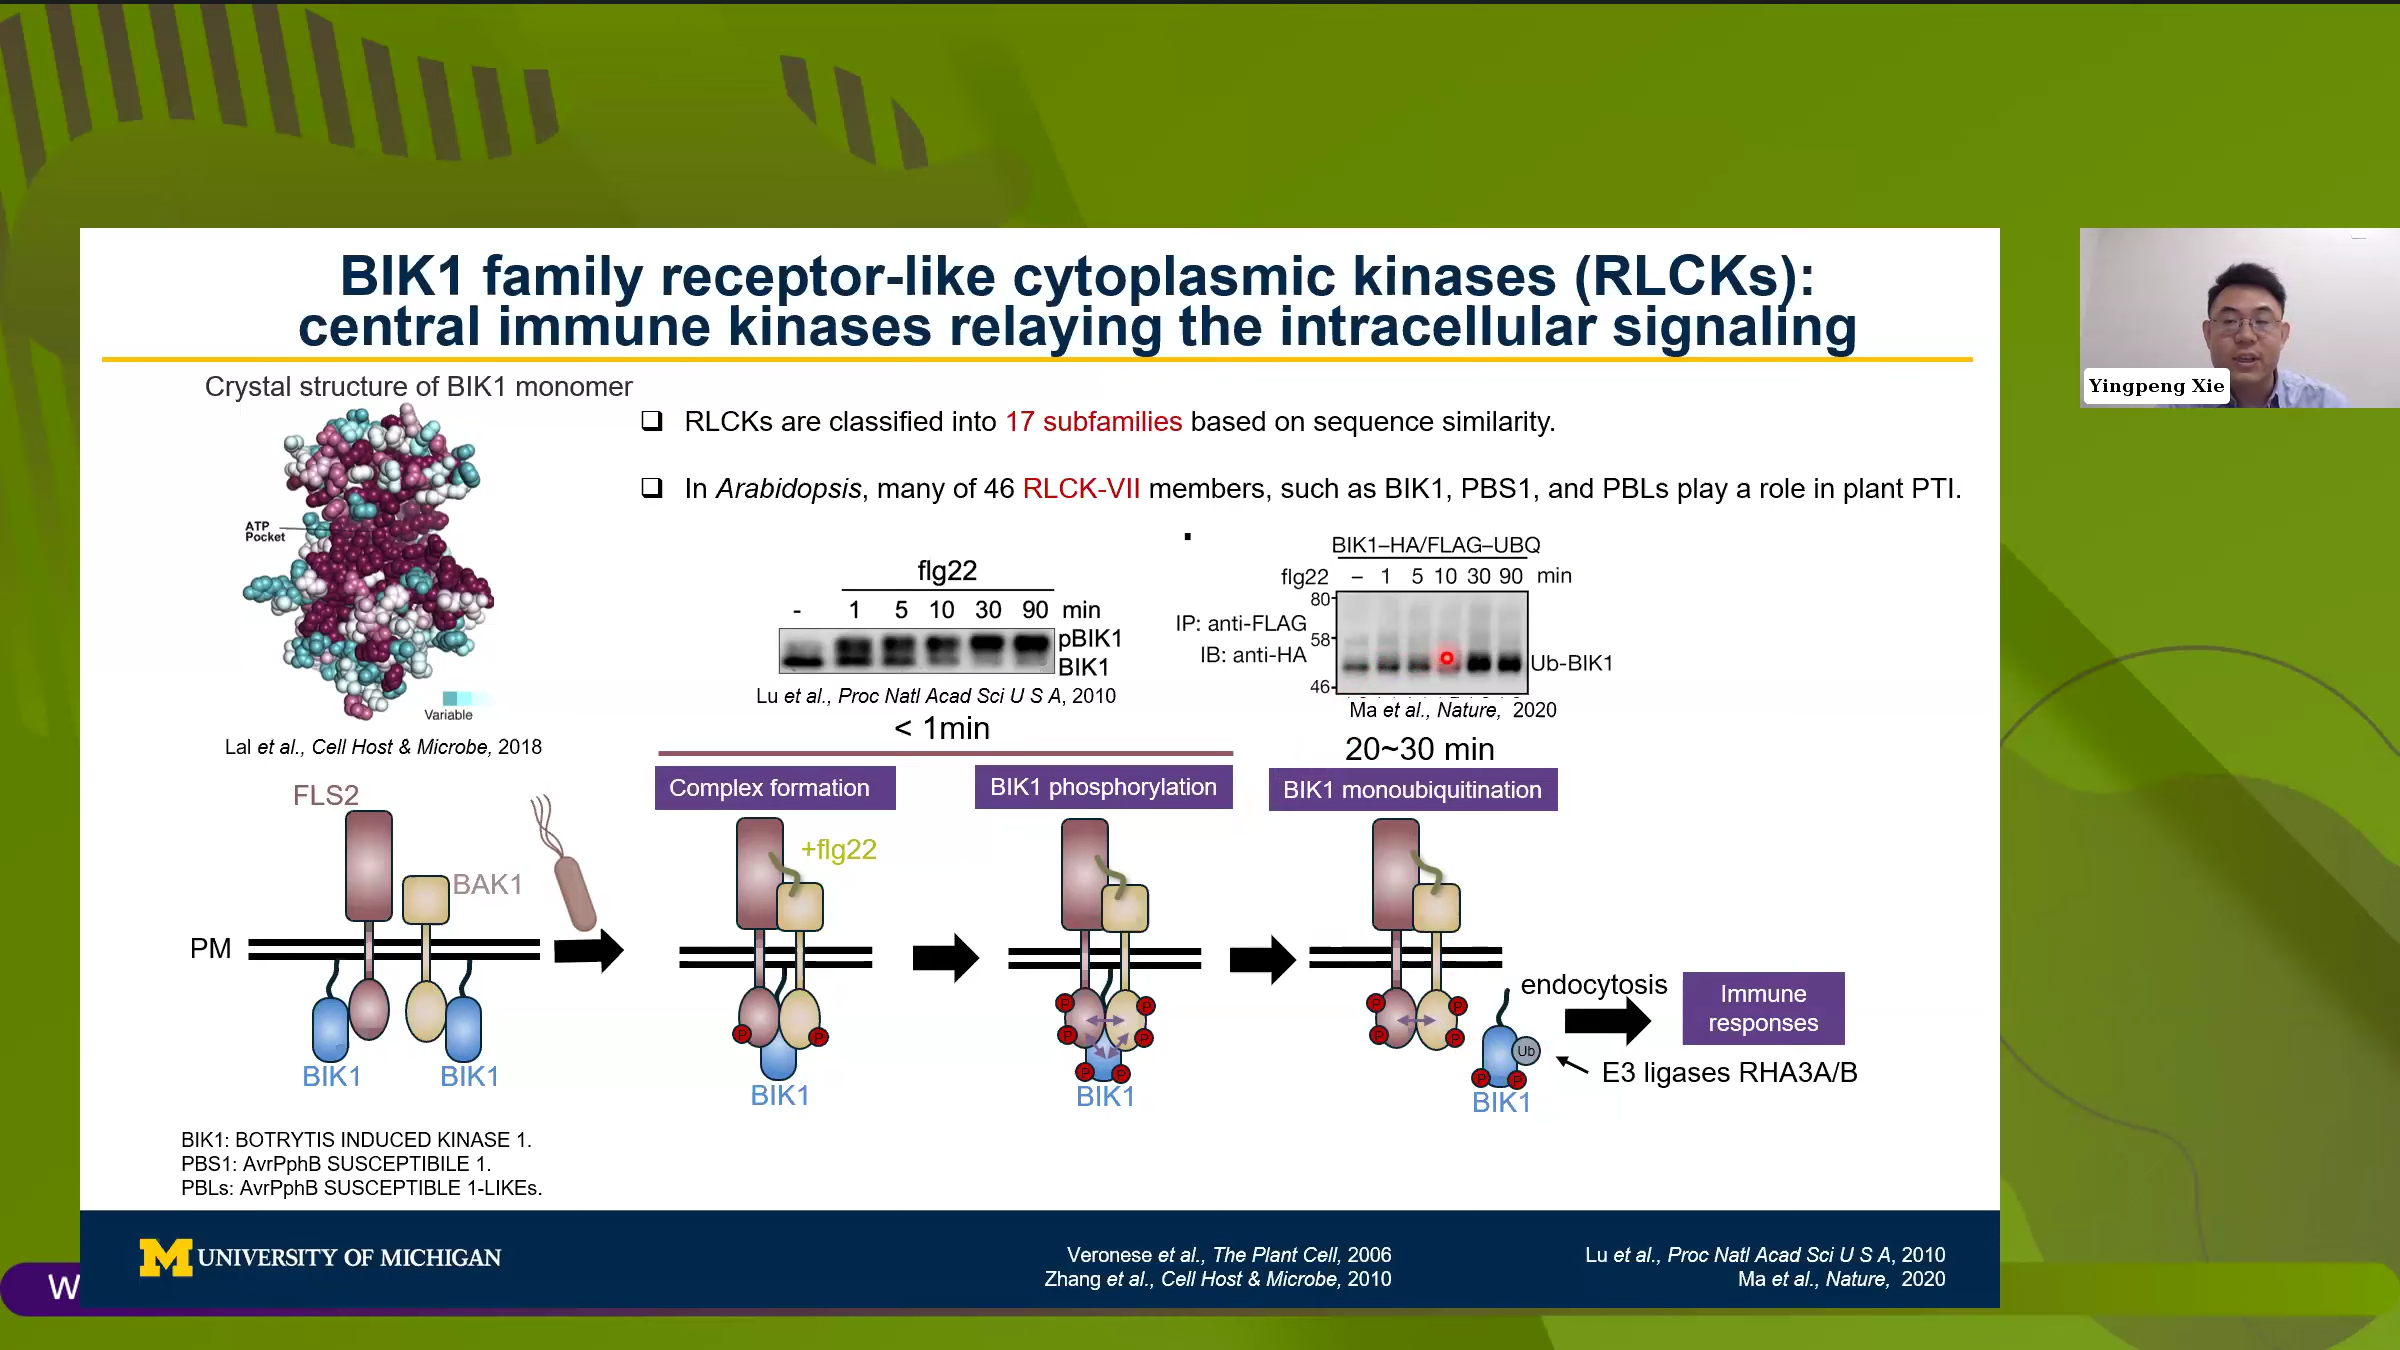 BIK1 family receptor-like cytoplasmic kinases (RLCKs):
central immune kinases relaying the intracellular signaling
Yingpeng Xie
Crystal structure of BIK1 monomer
ATP
Pocket
Variable
Lal et al., Cell Host & Microbe, 2018
❑ RLCKs are classified into 17 subfamilies based on sequence similarity.
❑ In Arabidopsis, many of 46 RLCK-VII members, such as BIK1, PBS1, and PBLs play a role in plant PTI.
flg22
- 1 5 10 30 90 min
pBIK1
BIK1
Lu et al., Proc Natl Acad Sci U S A, 2010
< 1min
BIK1–HA/FLAG–UBQ
flg22 – 1 5 10 30 90 min
80
IP: anti-FLAG
58
IB: anti-HA
Ub-BIK1
46
Ma et al., Nature, 2020
20~30 min
Complex formation
BIK1 phosphorylation
BIK1 monoubiquitination
FLS2
BAK1
PM
BIK1
BIK1
+flg22
P
P
BIK1
P
P
P
P
P
P
BIK1
P
P
P
P
Ub
P
P
BIK1
endocytosis
Immune
responses
E3 ligases RHA3A/B
BIK1: BOTRYTIS INDUCED KINASE 1.
PBS1: AvrPphB SUSCEPTIBILE 1.
PBLs: AvrPphB SUSCEPTIBLE 1-LIKEs.
M UNIVERSITY OF MICHIGAN
Veronese et al., The Plant Cell, 2006
Zhang et al., Cell Host & Microbe, 2010
Lu et al., Proc Natl Acad Sci U S A, 2010
Ma et al., Nature, 2020
W